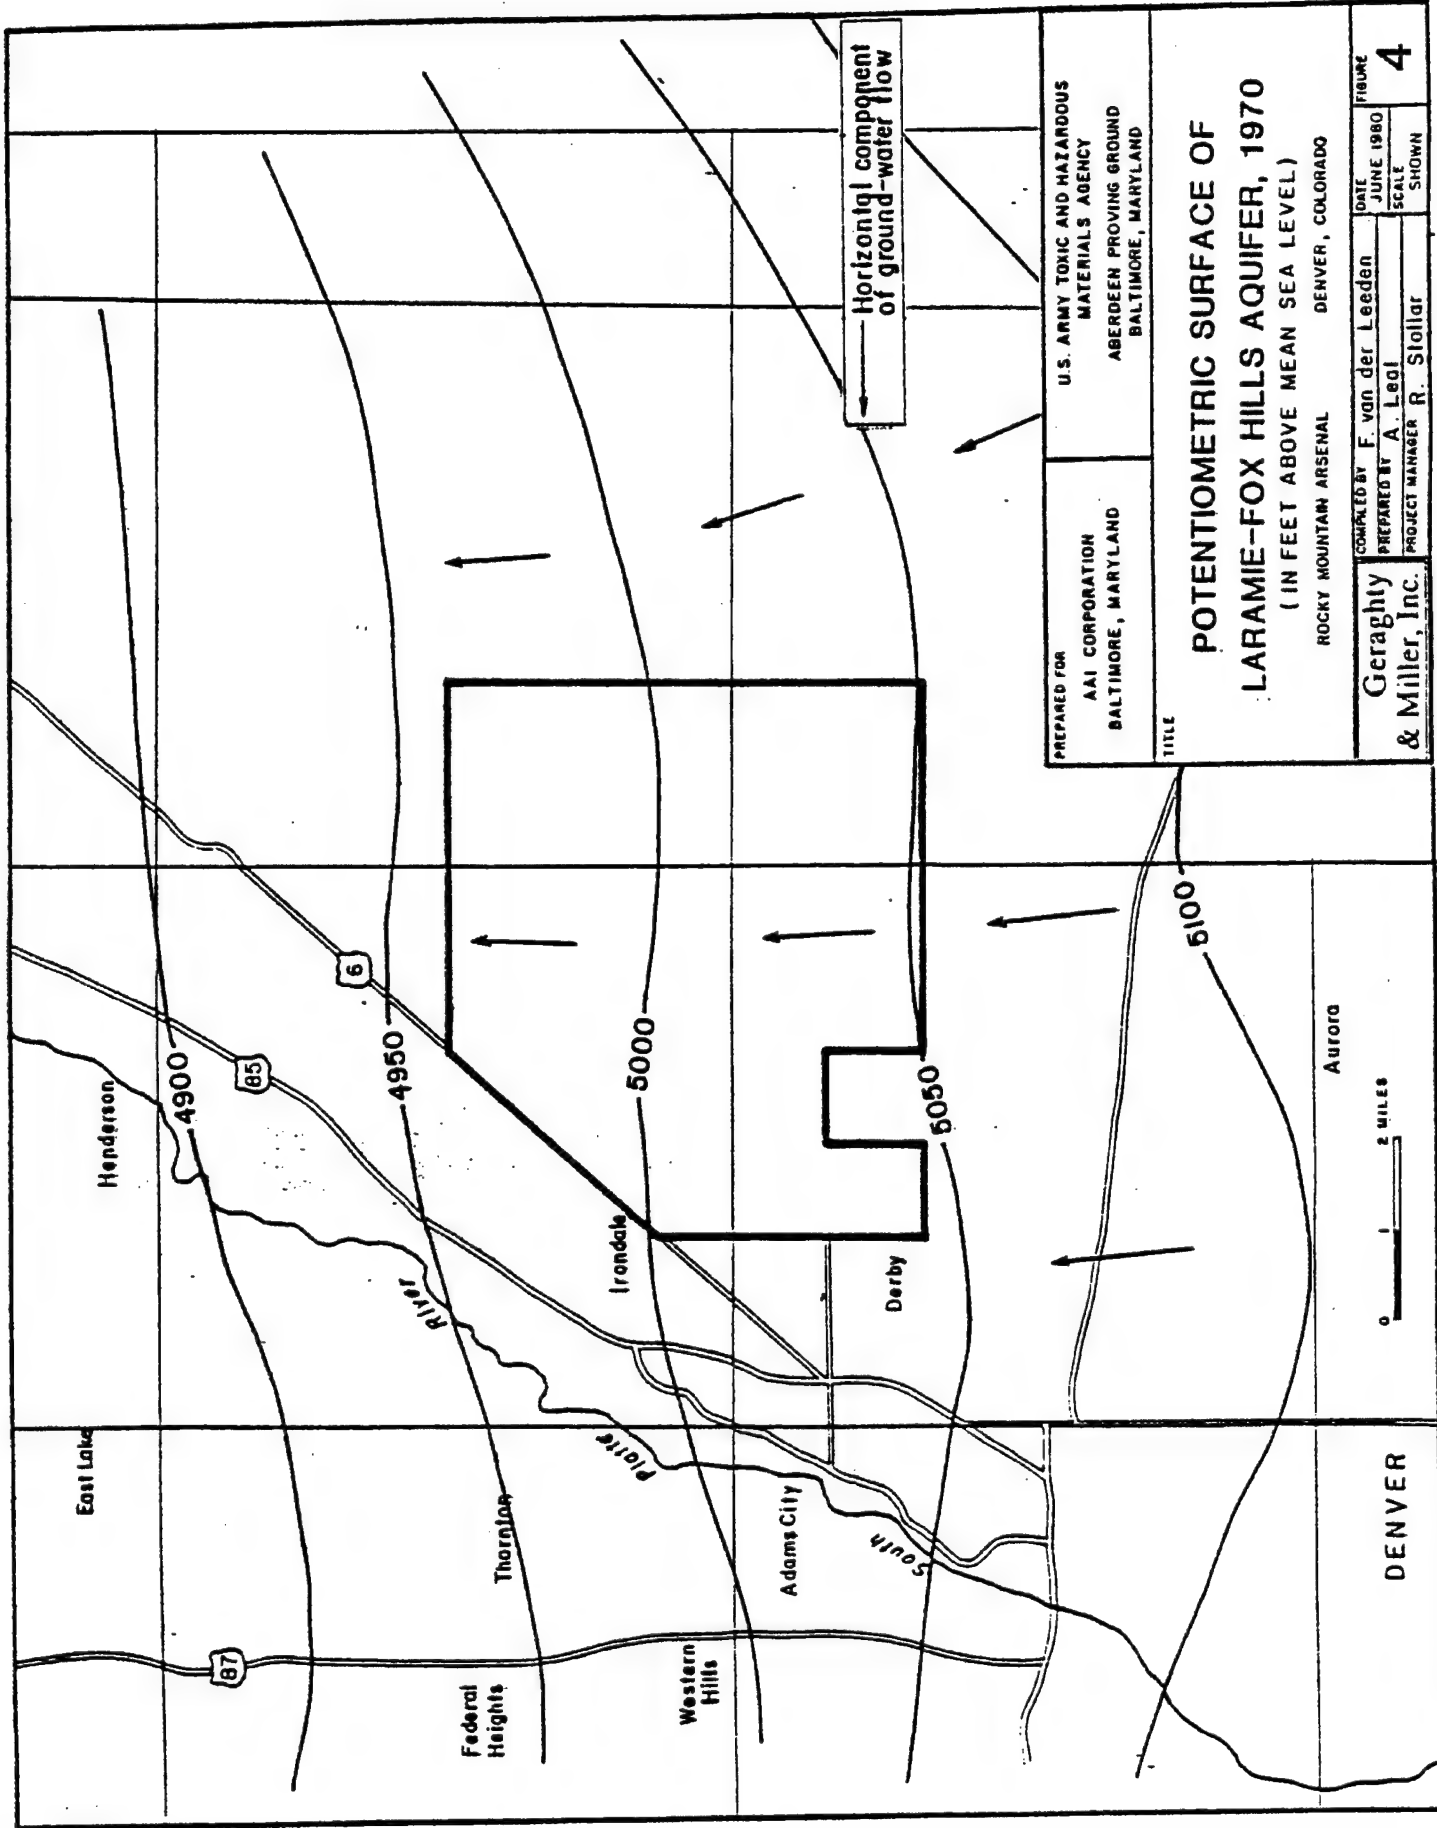 East Lake
Henderson
87
85
6
4900
4950
5000
5050
5100
Federal
Heights
Thornton
River
Platte
South
Irondale
Western
Hills
Adams City
Derby
Aurora
DENVER
0 1 2 MILES
Horizontal component
of ground-water flow
PREPARED FOR
AAI CORPORATION
BALTIMORE, MARYLAND
U.S. ARMY TOXIC AND HAZARDOUS
MATERIALS AGENCY
ABERDEEN PROVING GROUND
BALTIMORE, MARYLAND
TITLE
POTENTIOMETRIC SURFACE OF
LARAMIE-FOX HILLS AQUIFER, 1970
(IN FEET ABOVE MEAN SEA LEVEL)
ROCKY MOUNTAIN ARSENAL DENVER, COLORADO
Geraghty
& Miller, Inc.
COMPILED BY F. van der Leeden
PREPARED BY A. Leal
PROJECT MANAGER R. Stollar
DATE
JUNE 1980
SCALE
SHOWN
FIGURE
4